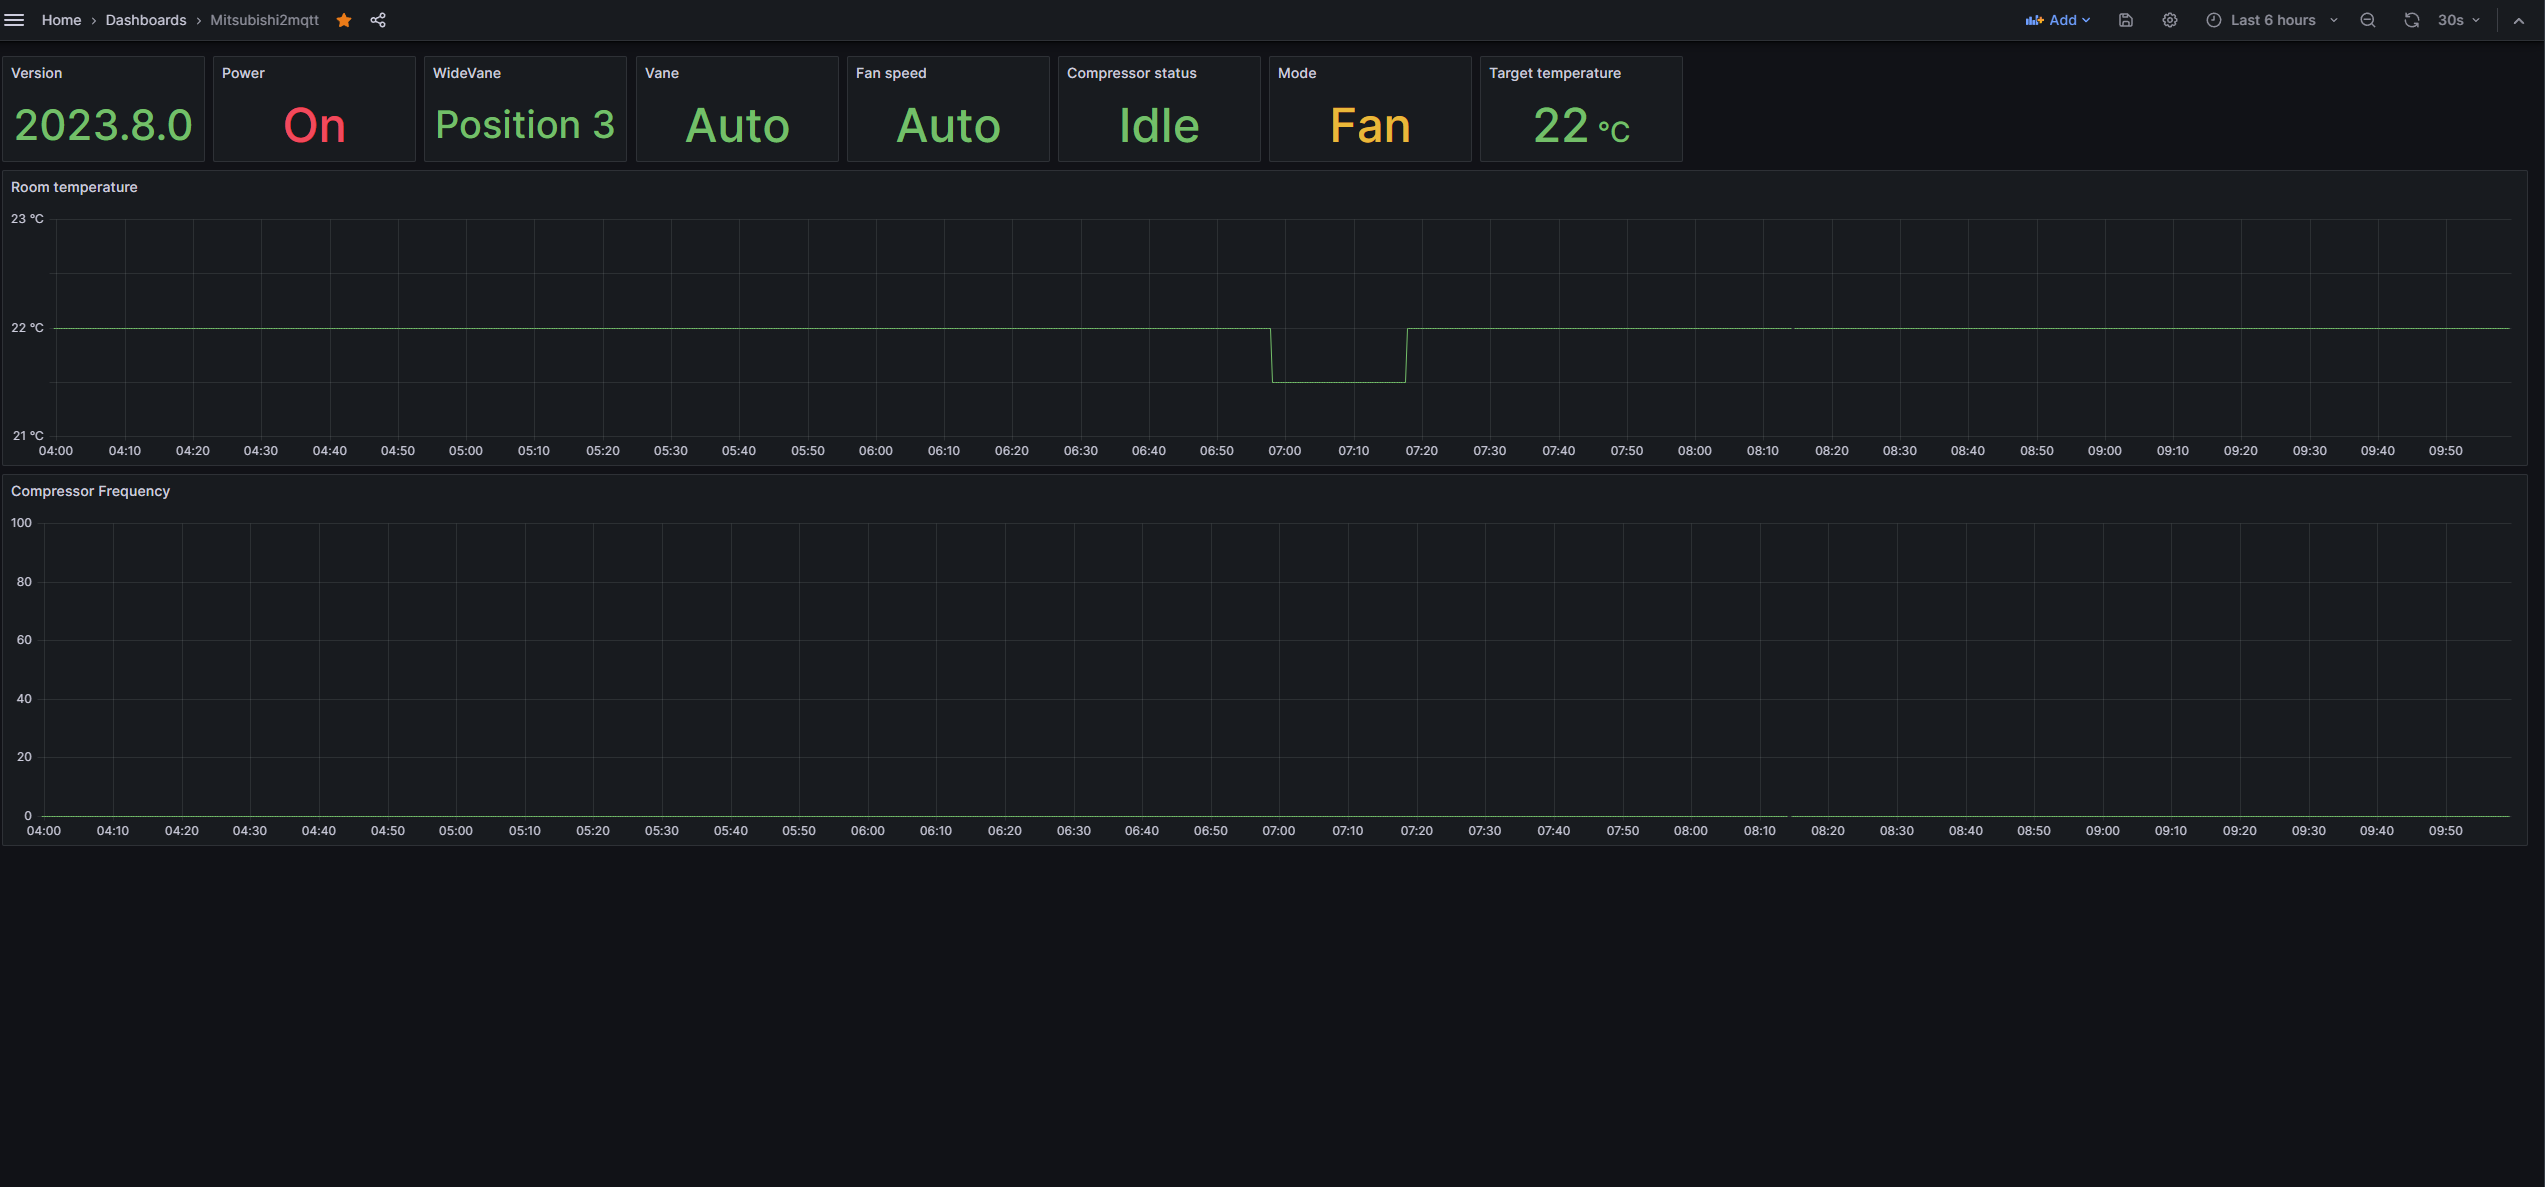 Home › Dashboards › Mitsubishi2mqtt
Add
Last 6 hours
30s
Version
2023.8.0
Power
On
WideVane
Position 3
Vane
Auto
Fan speed
Auto
Compressor status
Idle
Mode
Fan
Target temperature
22 °C
Room temperature
23 °C
22 °C
21 °C
04:00 04:10 04:20 04:30 04:40 04:50 05:00 05:10 05:20 05:30 05:40 05:50 06:00 06:10 06:20 06:30 06:40 06:50 07:00 07:10 07:20 07:30 07:40 07:50 08:00 08:10 08:20 08:30 08:40 08:50 09:00 09:10 09:20 09:30 09:40 09:50
Compressor Frequency
100
80
60
40
20
0
04:00 04:10 04:20 04:30 04:40 04:50 05:00 05:10 05:20 05:30 05:40 05:50 06:00 06:10 06:20 06:30 06:40 06:50 07:00 07:10 07:20 07:30 07:40 07:50 08:00 08:10 08:20 08:30 08:40 08:50 09:00 09:10 09:20 09:30 09:40 09:50